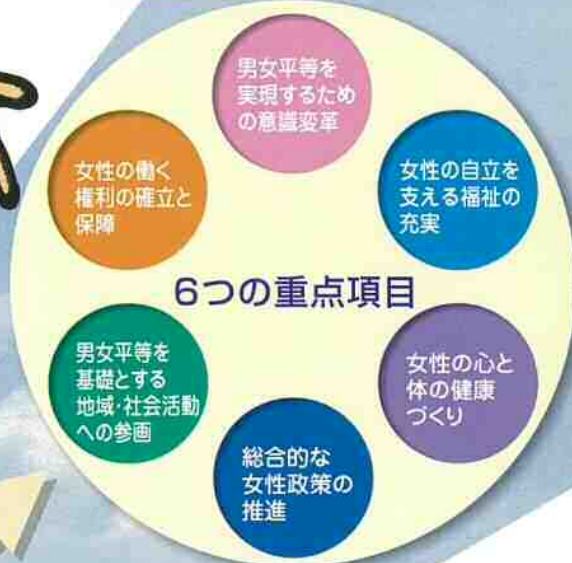 男女平等を
実現するため
の意識変革
女性の働く
権利の確立と
保障
女性の自立を
支える福祉の
充実
6つの重点項目
男女平等を
基礎とする
地域・社会活動
への参画
女性の心と
体の健康
づくり
総合的な
女性政策の
推進